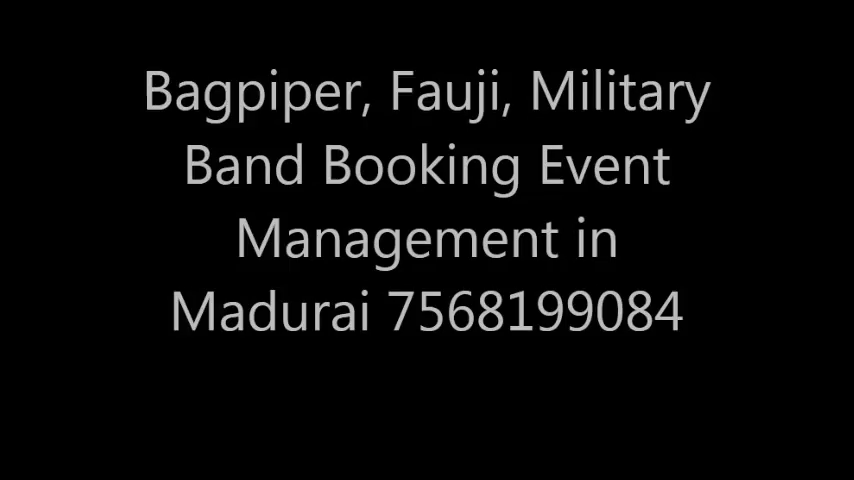 Bagpiper, Fauji, Military
Band Booking Event
Management in
Madurai 7568199084